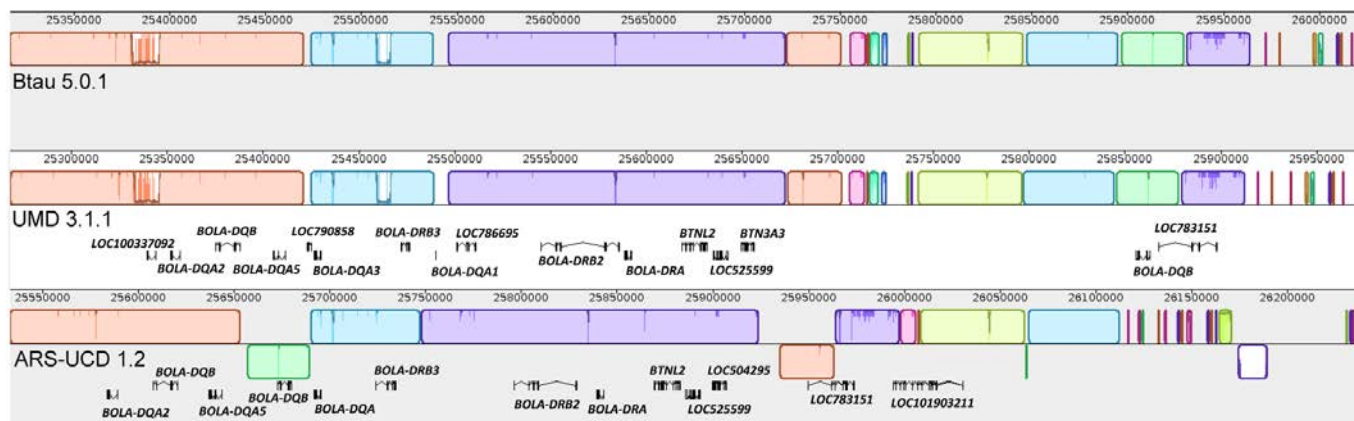 25350000 25400000 25450000 25500000 25550000 25600000 25650000 25700000 25750000 25800000 25850000 25900000 25950000 26000000
Btau 5.0.1
25300000 25350000 25400000 25450000 25500000 25550000 25600000 25650000 25700000 25750000 25800000 25850000 25900000 25950000
UMD 3.1.1
BOLA-DQB LOC790858 BOLA-DRB3 LOC786695 BTNL2 BTN3A3 LOC783151
LOC100337092
BOLA-DQA2 BOLA-DQA5 BOLA-DQA3 BOLA-DQA1 BOLA-DRB2 BOLA-DRA LOC525599 BOLA-DQB
25550000 25600000 25650000 25700000 25750000 25800000 25850000 25900000 25950000 26000000 26050000 26100000 26150000 26200000
ARS-UCD 1.2
BOLA-DQB BOLA-DRB3 BTNL2 LOC504295
BOLA-DQA2 BOLA-DQA5 BOLA-DQB BOLA-DQA BOLA-DRB2 BOLA-DRA LOC525599 LOC783151 LOC101903211